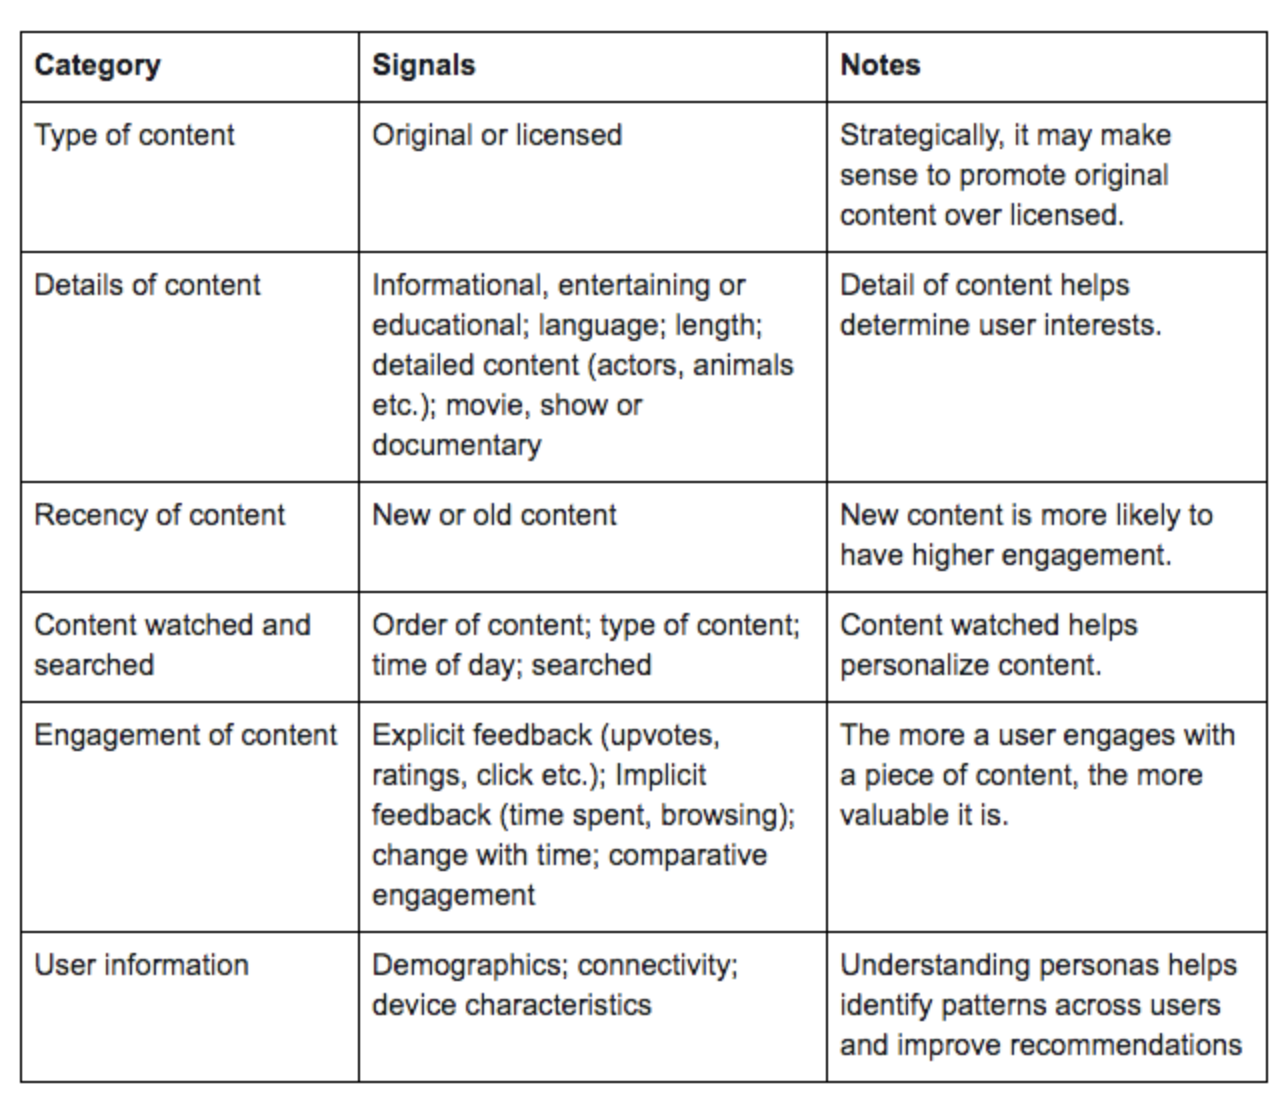 Category
Signals
Notes
Type of content
Original or licensed
Strategically, it may make
sense to promote original
content over licensed.
Details of content
Informational, entertaining or
educational; language; length;
detailed content (actors, animals
etc.); movie, show or
documentary
Detail of content helps
determine user interests.
Recency of content
New or old content
New content is more likely to
have higher engagement.
Content watched and
searched
Order of content; type of content;
time of day; searched
Content watched helps
personalize content.
Engagement of content
Explicit feedback (upvotes,
ratings, click etc.); Implicit
feedback (time spent, browsing);
change with time; comparative
engagement
The more a user engages with
a piece of content, the more
valuable it is.
User information
Demographics; connectivity;
device characteristics
Understanding personas helps
identify patterns across users
and improve recommendations